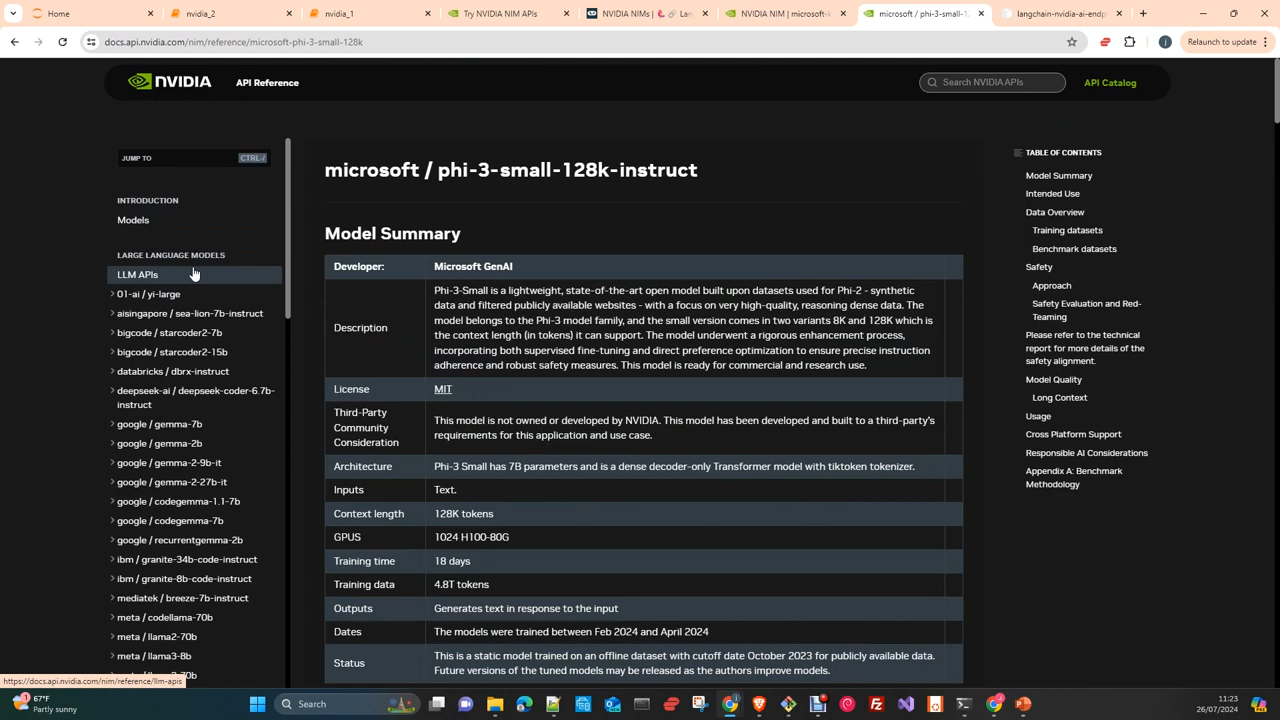 Home
nvidia_2
nvidia_1
Try NVIDIA NIM APIs
NVIDIA NIMs |
NVIDIA NIM | microsoft-
microsoft / phi-3-small-12
langchain-nvidia-ai-endp
docs.api.nvidia.com/nim/reference/microsoft-phi-3-small-128k
Relaunch to update
NVIDIA
API Reference
Search NVIDIA APIs
API Catalog
JUMP TO
CTRL-/
INTRODUCTION
Models
LARGE LANGUAGE MODELS
LLM APIs
01-ai / yi-large
aisingapore / sea-lion-7b-instruct
bigcode / starcoder2-7b
bigcode / starcoder2-15b
databricks / dbrx-instruct
deepseek-ai / deepseek-coder-6.7b-
instruct
google / gemma-7b
google / gemma-2b
google / gemma-2-9b-it
google / gemma-2-27b-it
google / codegemma-1.1-7b
google / codegemma-7b
google / recurrentgemma-2b
ibm / granite-34b-code-instruct
ibm / granite-8b-code-instruct
mediatek / breeze-7b-instruct
meta / codellama-70b
meta / llama2-70b
meta / llama3-8b
https://docs.api.nvidia.com/nim/reference/llm-apis
microsoft / phi-3-small-128k-instruct
Model Summary
Developer: Microsoft GenAI
Description
Phi-3-Small is a lightweight, state-of-the-art open model built upon datasets used for Phi-2 - synthetic
data and filtered publicly available websites - with a focus on very high-quality, reasoning dense data. The
model belongs to the Phi-3 model family, and the small version comes in two variants 8K and 128K which is
the context length (in tokens) it can support. The model underwent a rigorous enhancement process,
incorporating both supervised fine-tuning and direct preference optimization to ensure precise instruction
adherence and robust safety measures. This model is ready for commercial and research use.
License MIT
Third-Party
Community
Consideration
This model is not owned or developed by NVIDIA. This model has been developed and built to a third-party's
requirements for this application and use case.
Architecture Phi-3 Small has 7B parameters and is a dense decoder-only Transformer model with tiktoken tokenizer.
Inputs Text.
Context length 128K tokens
GPUS 1024 H100-80G
Training time 18 days
Training data 4.8T tokens
Outputs Generates text in response to the input
Dates The models were trained between Feb 2024 and April 2024
Status
This is a static model trained on an offline dataset with cutoff date October 2023 for publicly available data.
Future versions of the tuned models may be released as the authors improve models.
TABLE OF CONTENTS
Model Summary
Intended Use
Data Overview
Training datasets
Benchmark datasets
Safety
Approach
Safety Evaluation and Red-
Teaming
Please refer to the technical
report for more details of the
safety alignment.
Model Quality
Long Context
Usage
Cross Platform Support
Responsible AI Considerations
Appendix A: Benchmark
Methodology
67°F
Partly sunny
Search
11:23
26/07/2024